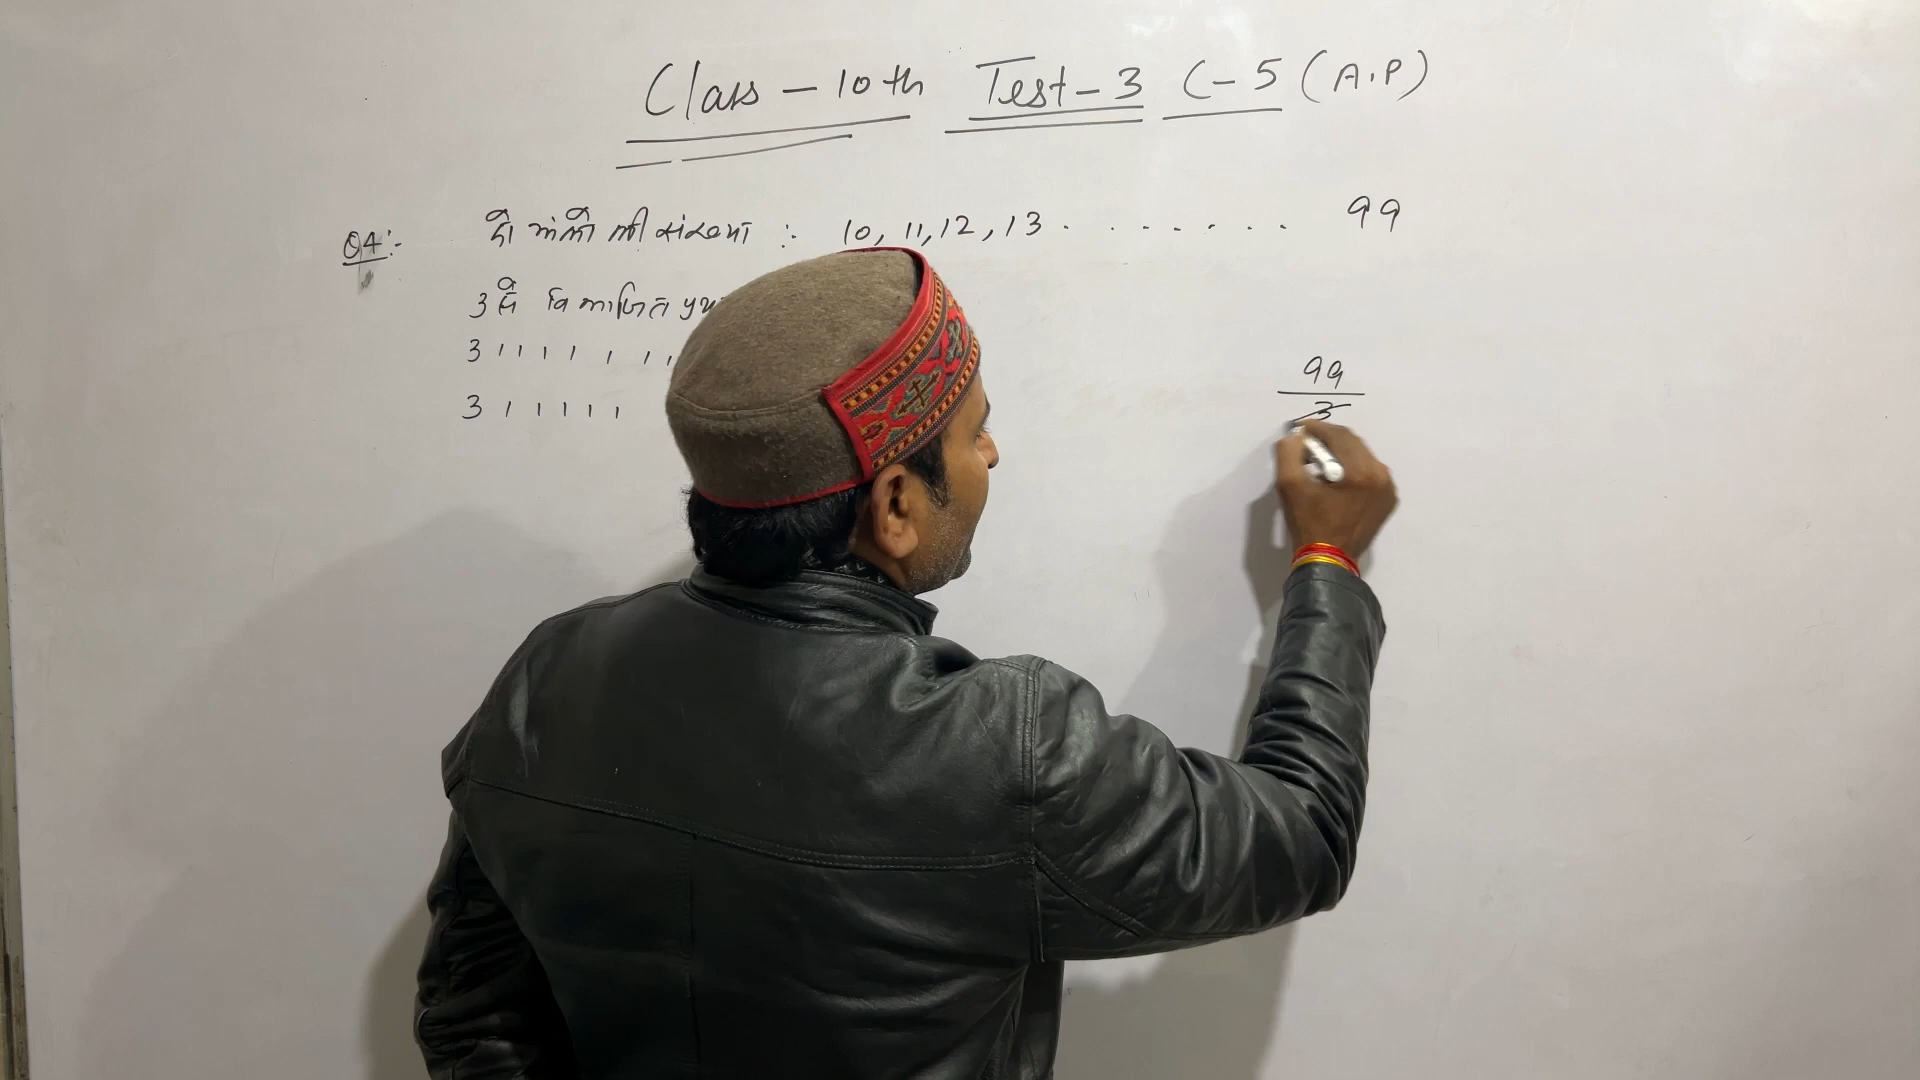 Class - 10th Test - 3 C - 5 (A.P)
Q4:- दो अंको की संख्या :- 10, 11, 12, 13 . . . . . . . 99
3 से विभाजित
3 , , , , , , ,
3 , , , , ,
99
3